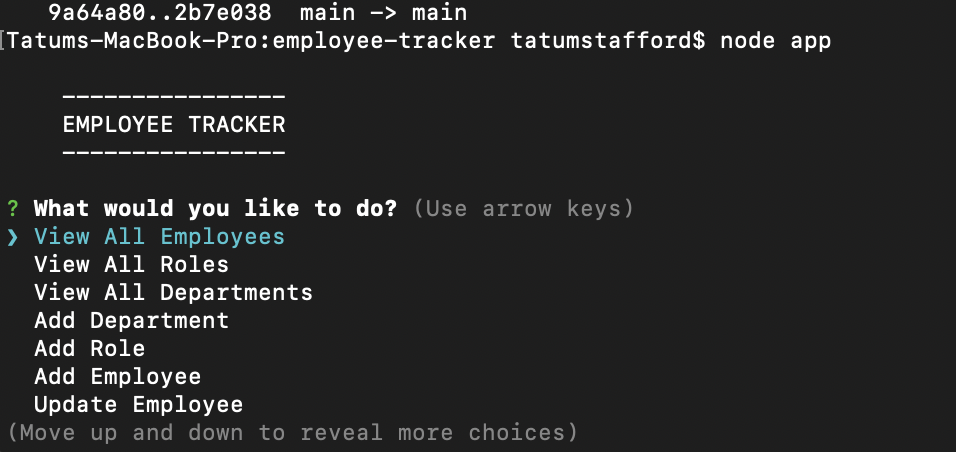 9a64a80..2b7e038  main -> main
[Tatums-MacBook-Pro:employee-tracker tatumstafford$ node app
----------------
EMPLOYEE TRACKER
----------------
? What would you like to do? (Use arrow keys)
❯ View All Employees
View All Roles
View All Departments
Add Department
Add Role
Add Employee
Update Employee
(Move up and down to reveal more choices)